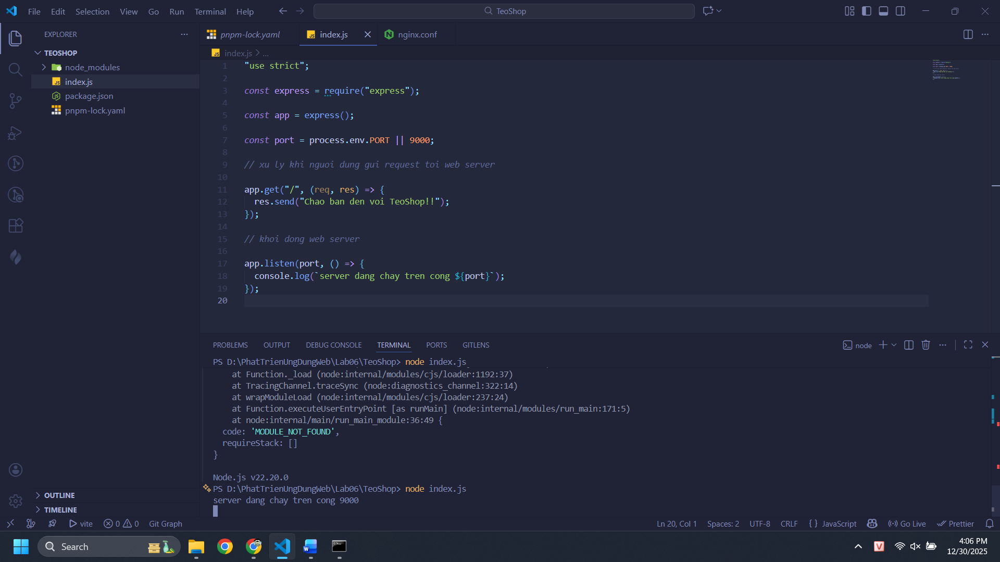 File Edit Selection View Go Run Terminal Help
TeoShop
EXPLORER
TEOSHOP
node_modules
index.js
package.json
pnpm-lock.yaml
OUTLINE
TIMELINE
pnpm-lock.yaml
index.js
nginx.conf
index.js > ...
1 "use strict";
2
3 const express = require("express");
4
5 const app = express();
6
7 const port = process.env.PORT || 9000;
8
9 // xu ly khi nguoi dung gui request toi web server
10
11 app.get("/", (req, res) => {
12 res.send("Chao ban den voi TeoShop!!");
13 });
14
15 // khoi dong web server
16
17 app.listen(port, () => {
18 console.log(`server dang chay tren cong ${port}`);
19 });
20
PROBLEMS OUTPUT DEBUG CONSOLE TERMINAL PORTS GITLENS
node
PS D:\PhatTrienUngDungWeb\Lab06\TeoShop> node index.js
at Function._load (node:internal/modules/cjs/loader:1192:37)
at TracingChannel.traceSync (node:diagnostics_channel:322:14)
at wrapModuleLoad (node:internal/modules/cjs/loader:237:24)
at Function.executeUserEntryPoint [as runMain] (node:internal/modules/run_main:171:5)
at node:internal/main/run_main_module:36:49 {
code: 'MODULE_NOT_FOUND',
requireStack: []
}
Node.js v22.20.0
PS D:\PhatTrienUngDungWeb\Lab06\TeoShop> node index.js
server dang chay tren cong 9000
vite 0 0 Git Graph
Ln 20, Col 1 Spaces: 2 UTF-8 CRLF { } JavaScript Go Live Prettier
Search
4:06 PM
12/30/2025